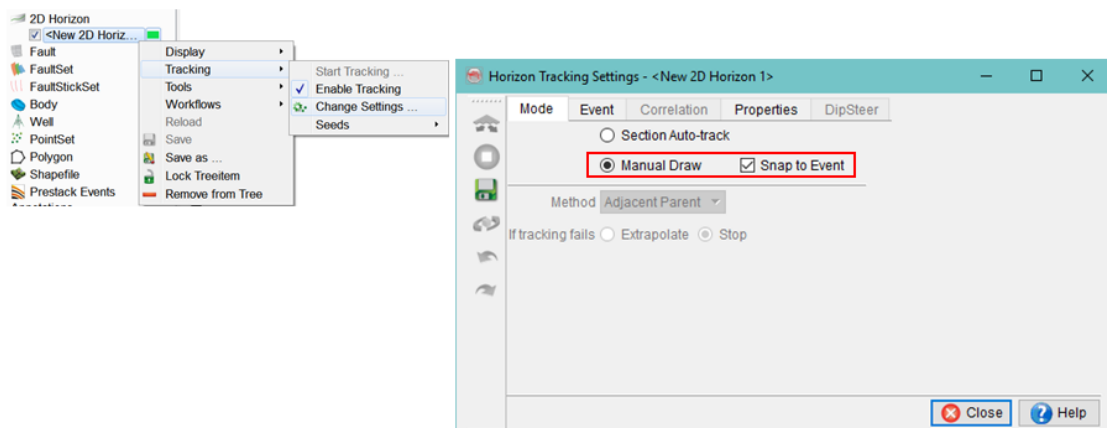 2D Horizon
<New 2D Horiz...
Fault
FaultSet
FaultStickSet
Body
Well
PointSet
Polygon
Shapefile
Prestack Events
Display
Tracking
Tools
Workflows
Reload
Save
Save as ...
Lock Treeitem
Remove from Tree
Start Tracking ...
Enable Tracking
Change Settings ...
Seeds
Horizon Tracking Settings - <New 2D Horizon 1>
Mode Event Correlation Properties DipSteer
Section Auto-track
Manual Draw Snap to Event
Method Adjacent Parent
If tracking fails Extrapolate Stop
Close Help